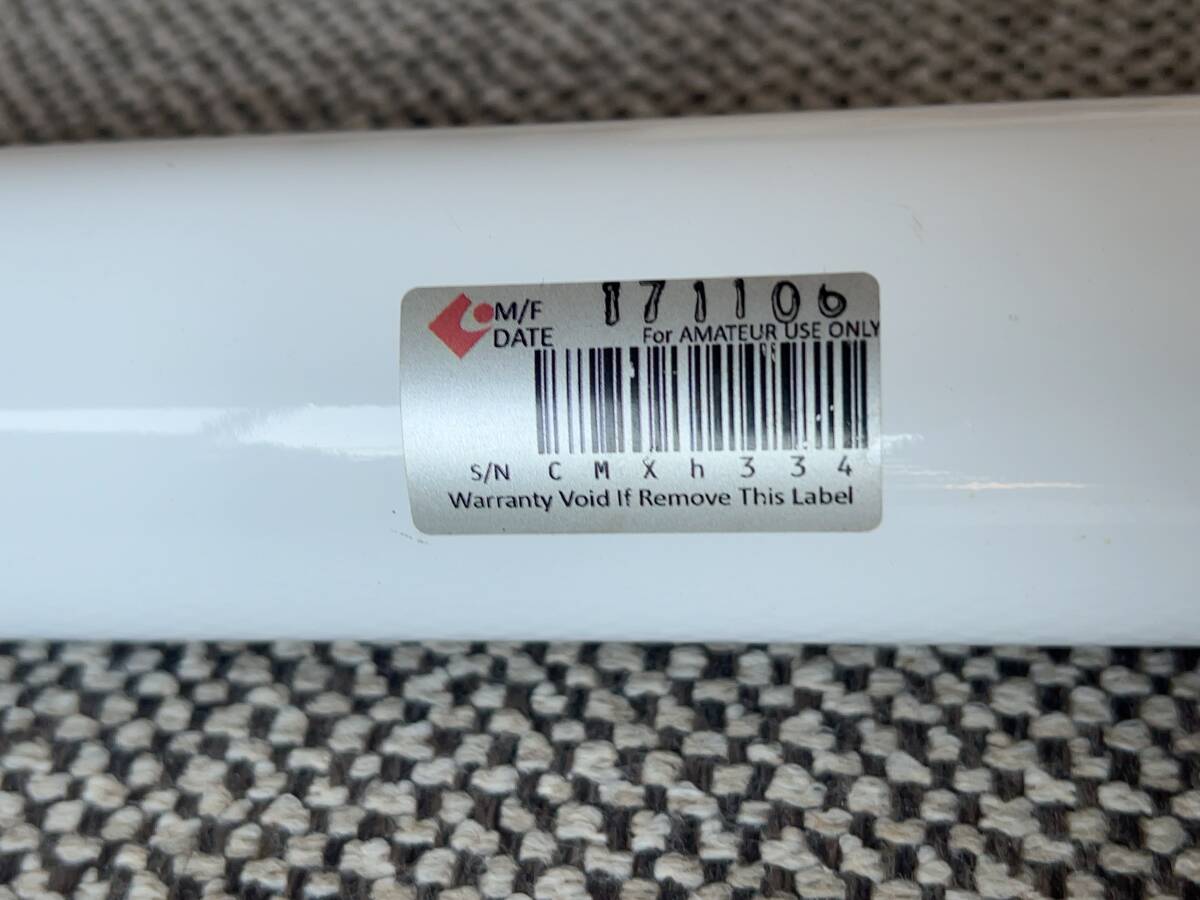 M/F 171106
DATE For AMATEUR USE ONLY
S/N C M X h 3 3 4
Warranty Void If Remove This Label